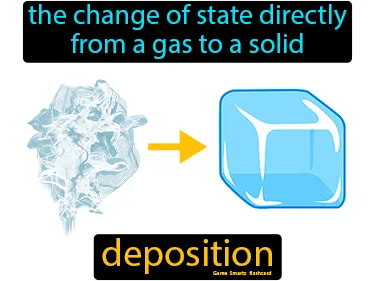 the change of state directly
from a gas to a solid
deposition
Game Smartz flashcard